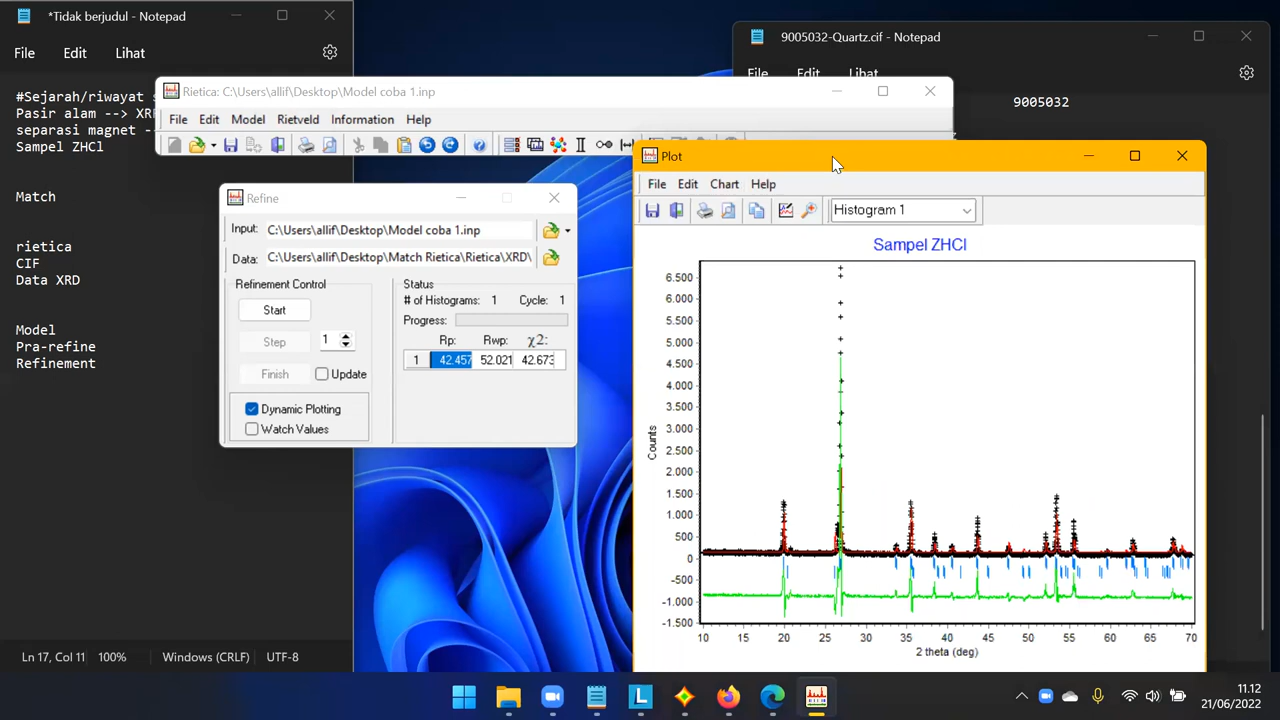 *Tidak berjudul - Notepad
File Edit Lihat
#Sejarah/riwayat
Pasir alam --> XR
separasi magnet --
Sampel ZHCl
Match
rietica
CIF
Data XRD
Model
Pra-refine
Refinement
Ln 17, Col 11 100% Windows (CRLF) UTF-8
9005032-Quartz.cif - Notepad
File Edit Lihat
9005032
Rietica: C:\Users\allif\Desktop\Model coba 1.inp
File Edit Model Rietveld Information Help
Refine
Input: C:\Users\allif\Desktop\Model coba 1.inp
Data: C:\Users\allif\Desktop\Match Rietica\Rietica\XRD\
Refinement Control
Start
Step 1
Finish Update
Dynamic Plotting
Watch Values
Status
# of Histograms: 1 Cycle: 1
Progress:
Rp: Rwp: χ2:
1 42.457 52.021 42.673
Plot
File Edit Chart Help
Histogram 1
Sampel ZHCl
Counts
6.500
6.000
5.500
5.000
4.500
4.000
3.500
3.000
2.500
2.000
1.500
1.000
500
0
-500
-1.000
-1.500
10 15 20 25 30 35 40 45 50 55 60 65 70
2 theta (deg)
L
11.12
21/06/2022